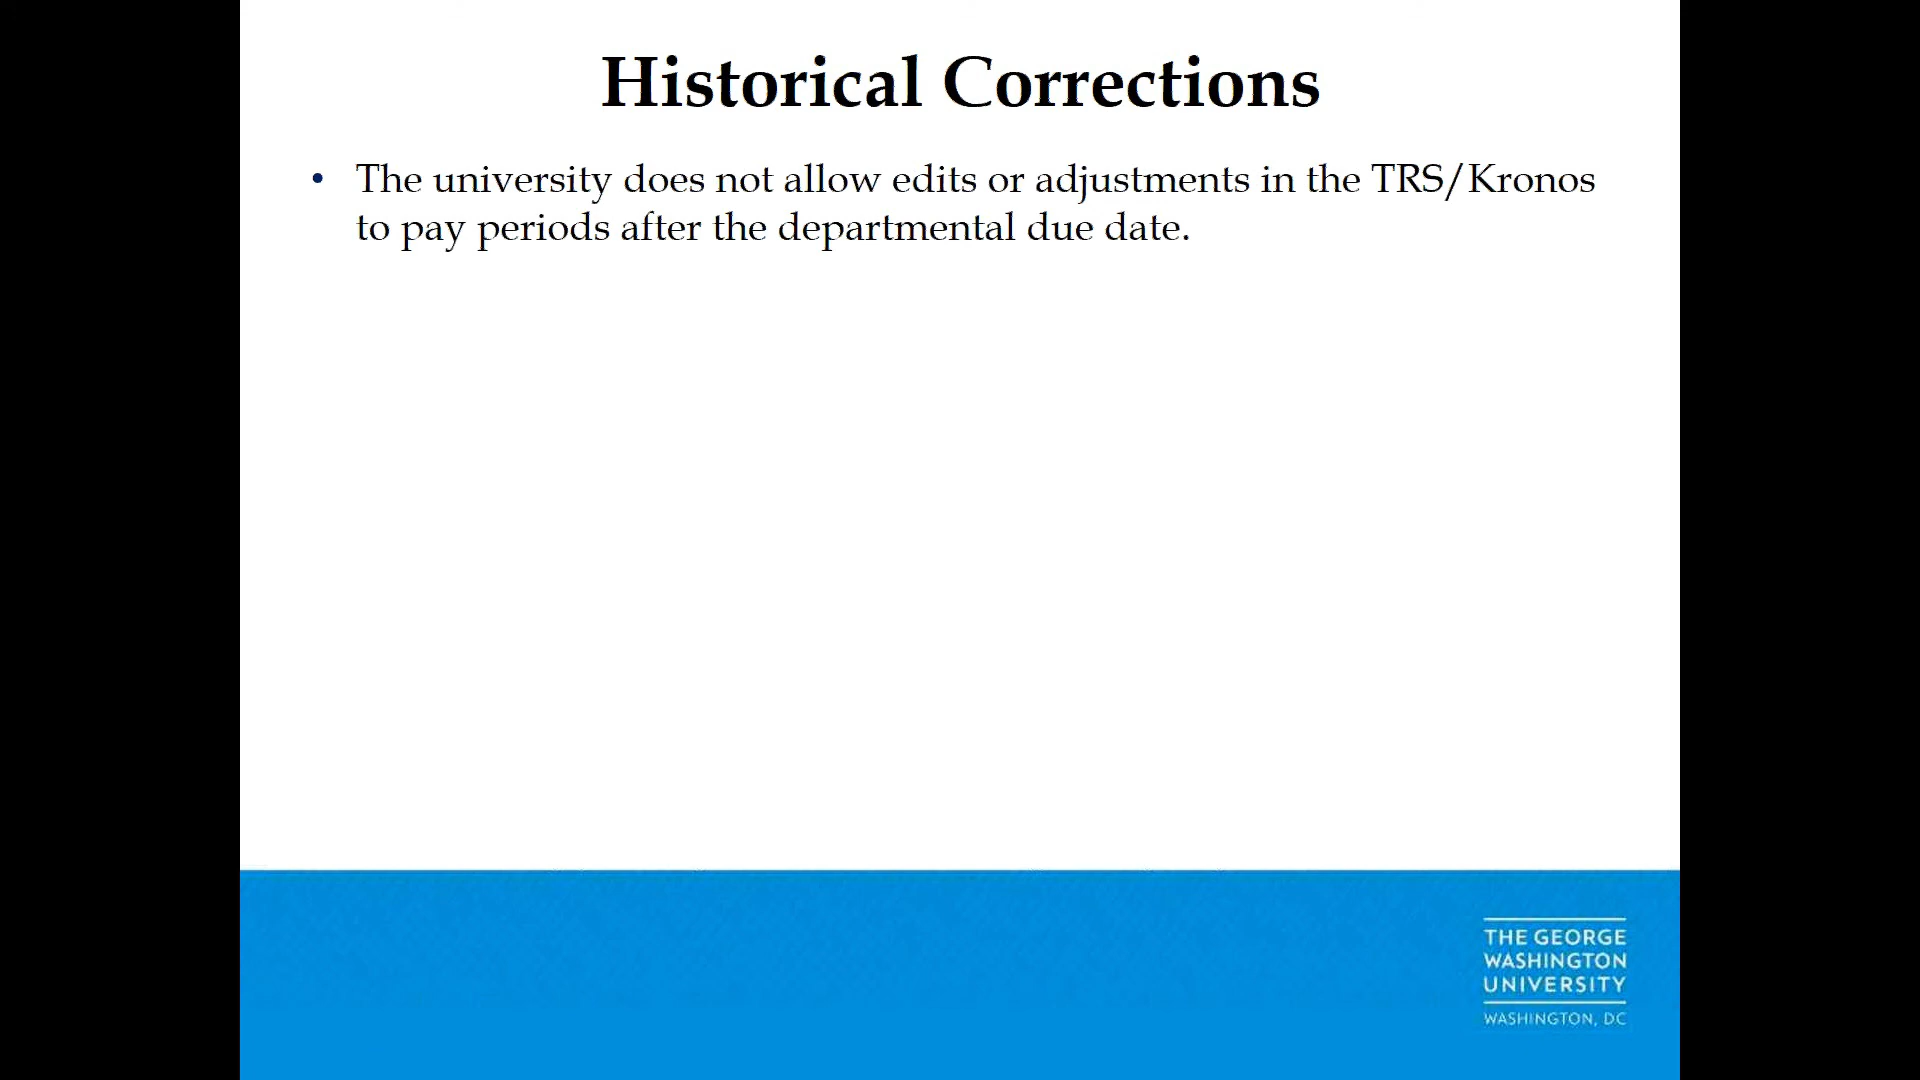 Historical Corrections
• The university does not allow edits or adjustments in the TRS/Kronos
to pay periods after the departmental due date.
THE GEORGE
WASHINGTON
UNIVERSITY
WASHINGTON, DC